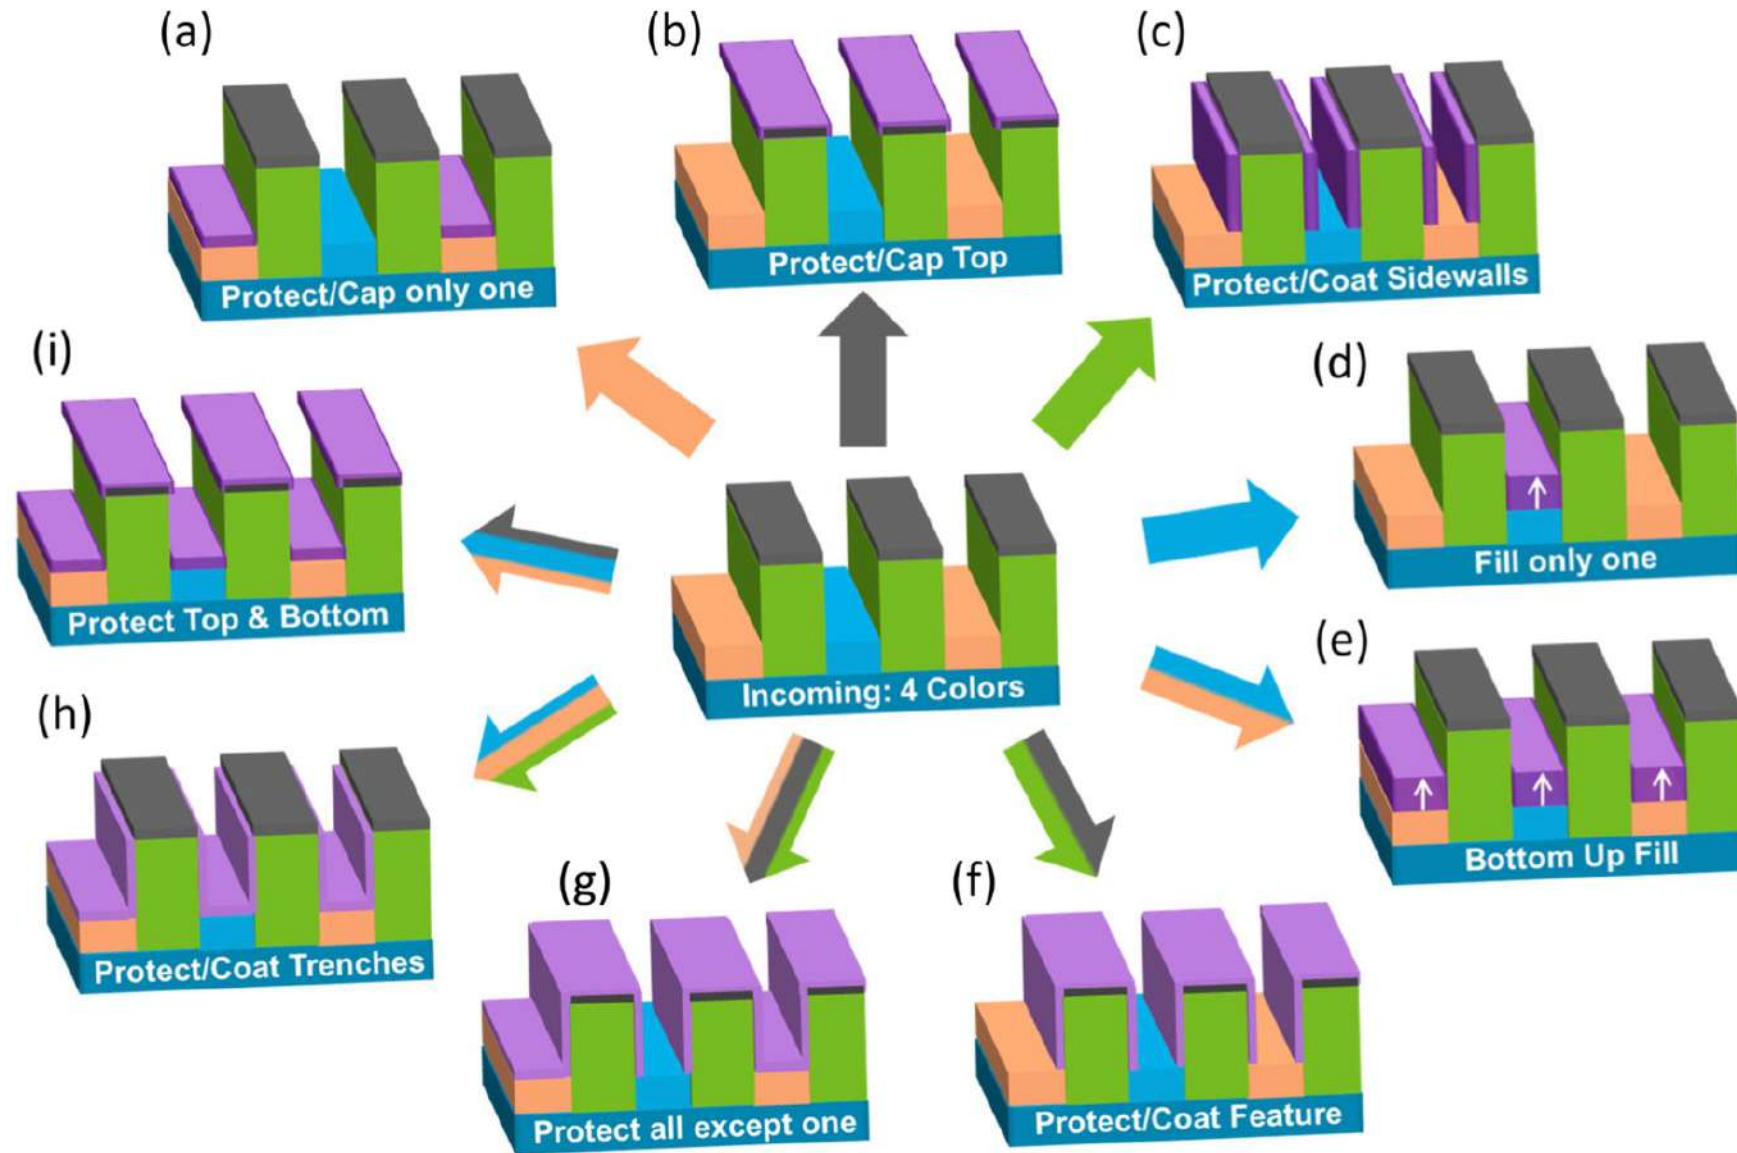 (a)
Protect/Cap only one
(b)
Protect/Cap Top
(c)
Protect/Coat Sidewalls
(i)
Protect Top & Bottom
Incoming: 4 Colors
(d)
Fill only one
(e)
Bottom Up Fill
(h)
Protect/Coat Trenches
(g)
Protect all except one
(f)
Protect/Coat Feature